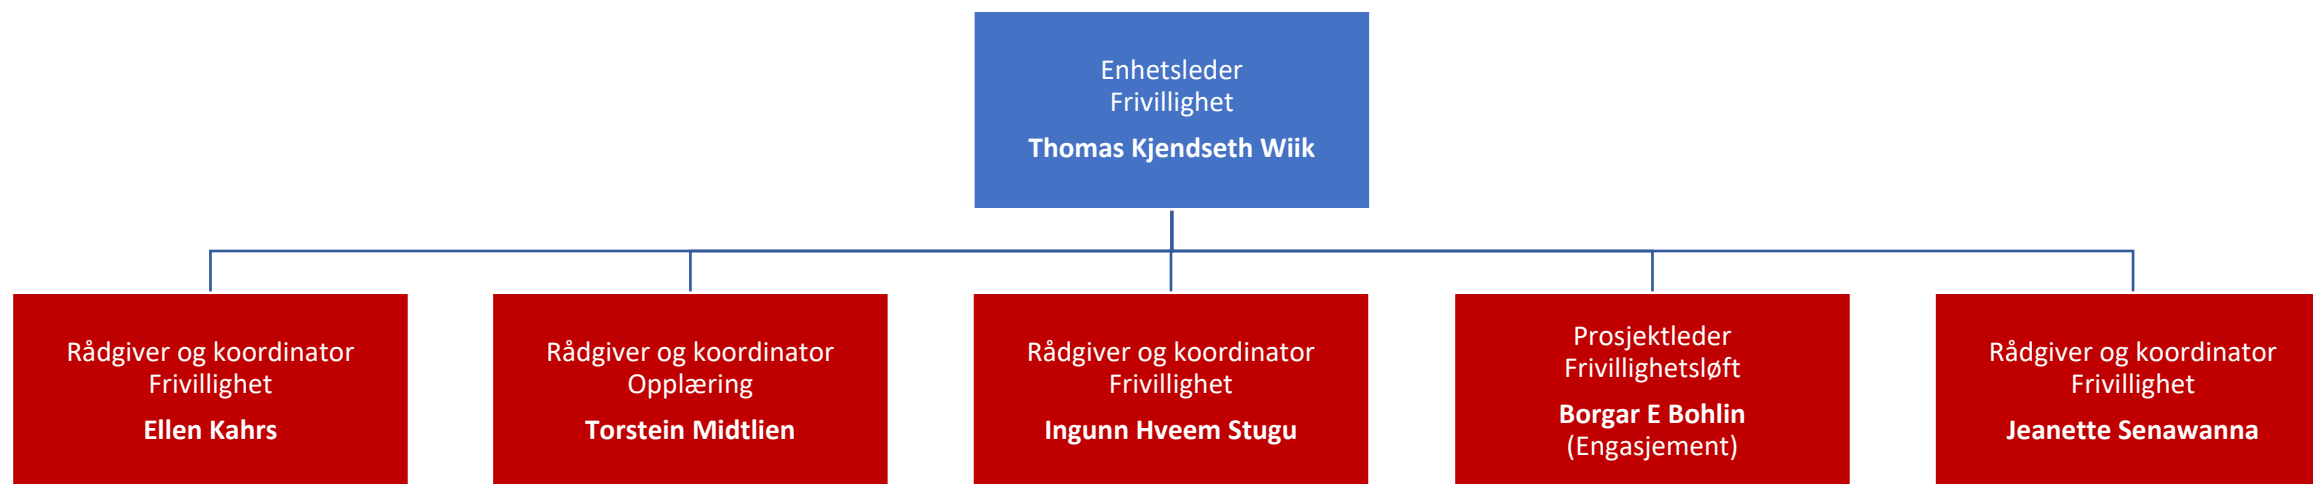 Enhetsleder
Frivillighet
Thomas Kjendseth Wiik
Rådgiver og koordinator
Frivillighet
Ellen Kahrs
Rådgiver og koordinator
Opplæring
Torstein Midtlien
Rådgiver og koordinator
Frivillighet
Ingunn Hveem Stugu
Prosjektleder
Frivillighetsløft
Borgar E Bohlin
(Engasjement)
Rådgiver og koordinator
Frivillighet
Jeanette Senawanna